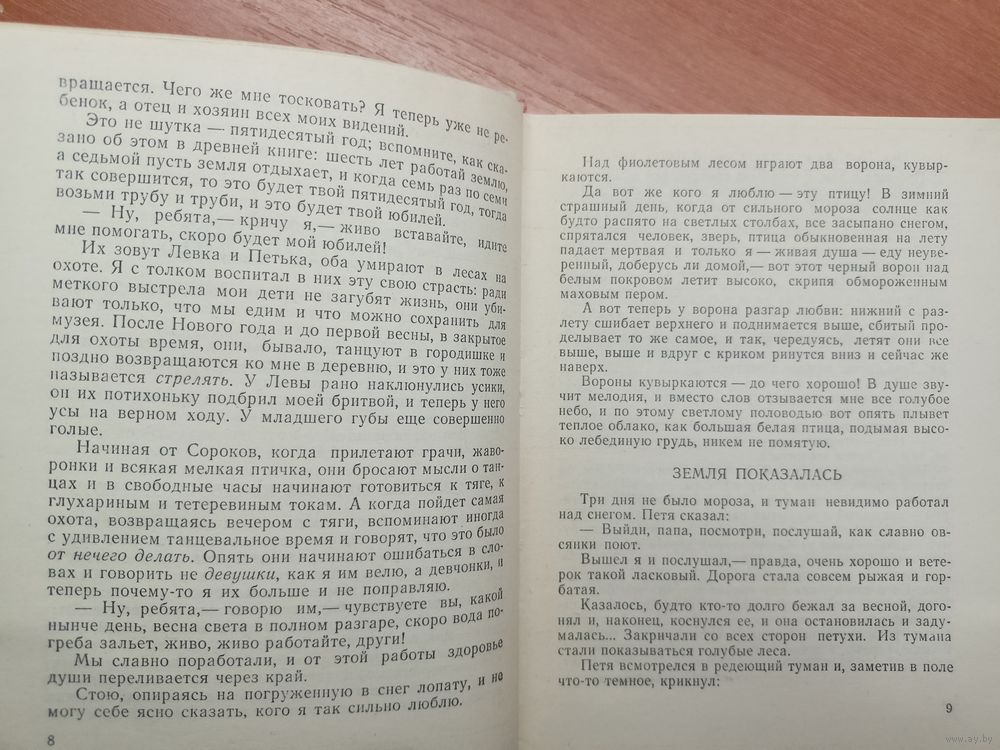 вращается. Чего же мне тосковать? Я теперь уже не ре-
бенок, а отец и хозяин всех моих видений.
Это не шутка — пятидесятый год; вспомните, как ска-
зано об этом в древней книге: шесть лет работай землю,
а седьмой пусть земля отдыхает, и когда семь раз по семи
так совершится, то это будет твой пятидесятый год, тогда
возьми трубу и труби, и это будет твой юбилей.
— Ну, ребята,— кричу я,— живо вставайте, идите
мне помогать, скоро будет мой юбилей!
Их зовут Левка и Петька, оба умирают в лесах на
охоте. Я с толком воспитал в них эту свою страсть: ради
меткого выстрела мои дети не загубят жизнь, они уби-
вают только, что мы едим и что можно сохранить для
музея. После Нового года и до первой весны, в закрытое
для охоты время, они, бывало, танцуют в городишке и
поздно возвращаются ко мне в деревню, и это у них тоже
называется стрелять. У Левы рано наклюнулись усики,
он их потихоньку подбрил моей бритвой, и теперь у него
усы на верном ходу. У младшего губы еще совершенно
голые.
Начиная от Сороков, когда прилетают грачи, жаво-
ронки и всякая мелкая птичка, они бросают мысли о тан-
цах и в свободные часы начинают готовиться к тяге, к
глухариным и тетеревиным токам. А когда пойдет самая
охота, возвращаясь вечером с тяги, вспоминают иногда
с удивлением танцевальное время и говорят, что это было
от нечего делать. Опять они начинают ошибаться в сло-
вах и говорить не девушки, как я им велю, а девчонки, и
теперь почему-то я их больше и не поправляю.
— Ну, ребята,— говорю им,— чувствуете вы, какой
нынче день, весна света в полном разгаре, скоро вода по-
греба зальет, живо, живо работайте, други!
Мы славно поработали, и от этой работы здоровье
души переливается через край.
Стою, опираясь на погруженную в снег лопату, и не
могу себе ясно сказать, кого я так сильно люблю.
8
Над фиолетовым лесом играют два ворона, кувыр-
каются.
Да вот же кого я люблю — эту птицу! В зимний
страшный день, когда от сильного мороза солнце как
будто распято на светлых столбах, все засыпано снегом,
спрятался человек, зверь, птица обыкновенная на лету
падает мертвая и только я — живая душа — еду неуве-
ренный, доберусь ли домой,— вот этот черный ворон над
белым покровом летит высоко, скрипя обмороженным
маховым пером.
А вот теперь у ворона разгар любви: нижний с раз-
лету сшибает верхнего и поднимается выше, сбитый про-
делывает то же самое, и так, чередуясь, летят они все
выше, выше и вдруг с криком ринутся вниз и сейчас же
наверх.
Вороны кувыркаются — до чего хорошо! В душе зву-
чит мелодия, и вместо слов отзывается мне все голубое
небо, и по этому светлому половодью вот опять плывет
теплое облако, как большая белая птица, подымая высо-
ко лебединую грудь, никем не помятую.
ЗЕМЛЯ ПОКАЗАЛАСЬ
Три дня не было мороза, и туман невидимо работал
над снегом. Петя сказал:
— Выйди, папа, посмотри, послушай, как славно ов-
сянки поют.
Вышел я и послушал,— правда, очень хорошо и вете-
рок такой ласковый. Дорога стала совсем рыжая и гор-
батая.
Казалось, будто кто-то долго бежал за весной, дого-
нял и, наконец, коснулся ее, и она остановилась и заду-
малась... Закричали со всех сторон петухи. Из тумана
стали показываться голубые леса.
Петя всмотрелся в редеющий туман и, заметив в поле
что-то темное, крикнул:
9
www.ay.by